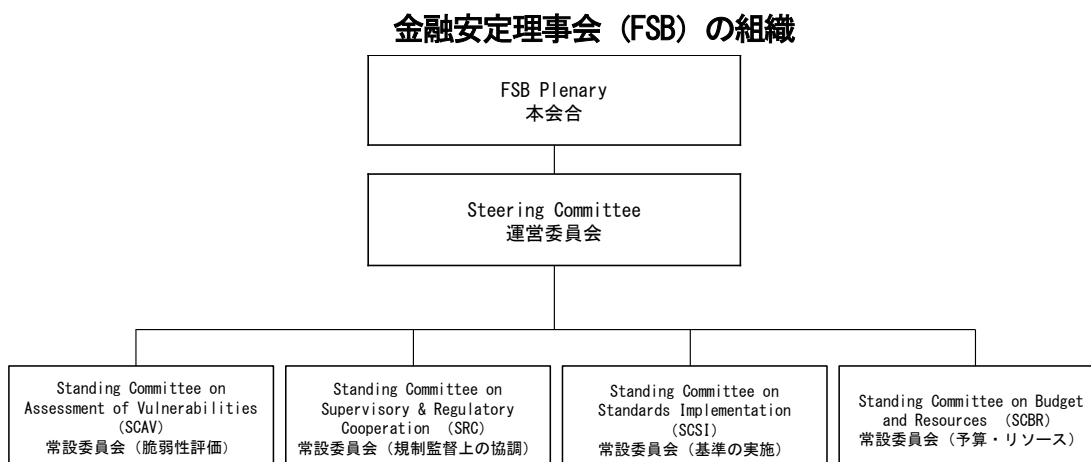 金融安定理事会（FSB）の組織
FSB Plenary
本会合
Steering Committee
運営委員会
Standing Committee on
Assessment of Vulnerabilities
(SCAV)
常設委員会（脆弱性評価）
Standing Committee on
Supervisory & Regulatory
Cooperation （SRC）
常設委員会（規制監督上の協調）
Standing Committee on
Standards Implementation
(SCSI)
常設委員会（基準の実施）
Standing Committee on Budget
and Resources （SCBR）
常設委員会（予算・リソース）